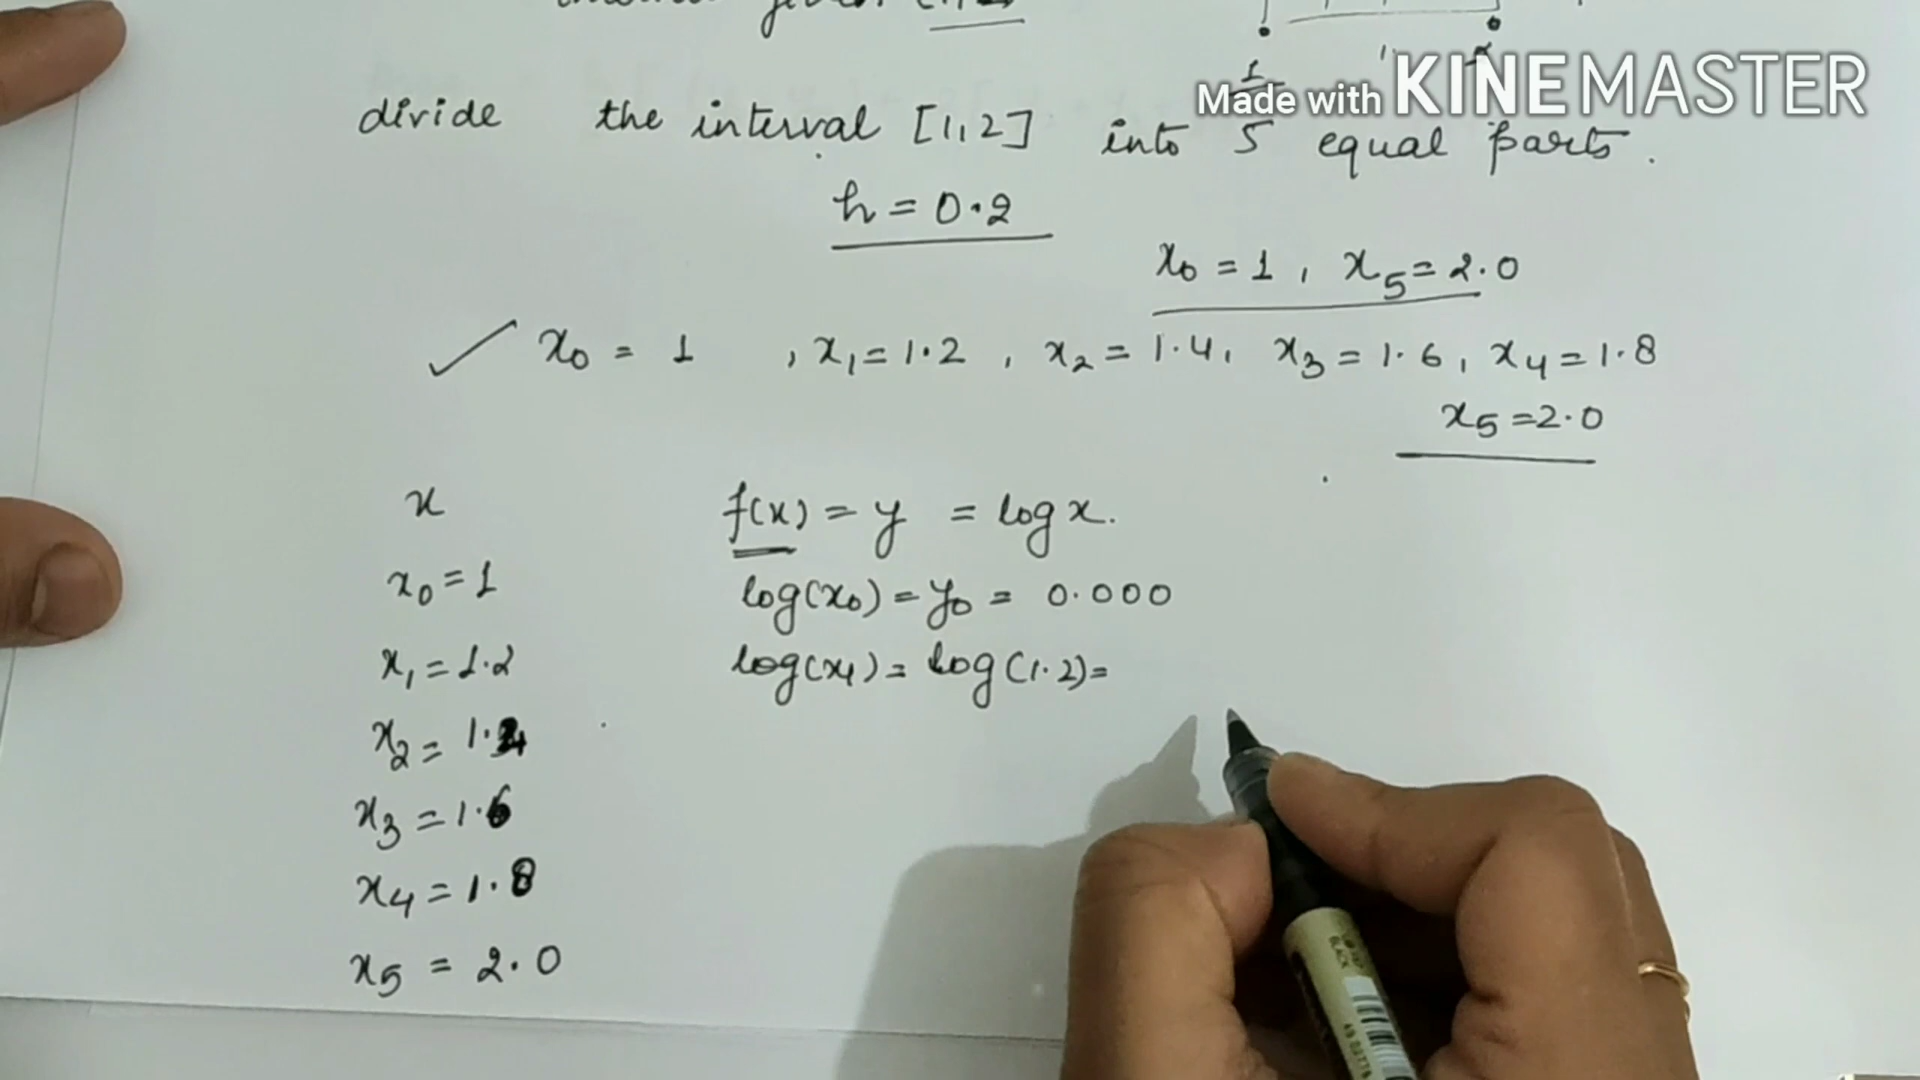 given
Made with KINEMASTER
divide the interval [1,2] into 5 equal parts.
h = 0.2
x₀ = 1, x₅ = 2.0
✓ x₀ = 1, x₁ = 1.2, x₂ = 1.4, x₃ = 1.6, x₄ = 1.8
x₅ = 2.0
x f(x) = y = log x.
x₀ = 1 log(x₀) = y₀ = 0.000
x₁ = 1.2 log(x₁) = log(1.2) =
x₂ = 1.4
x₃ = 1.6
x₄ = 1.8
x₅ = 2.0